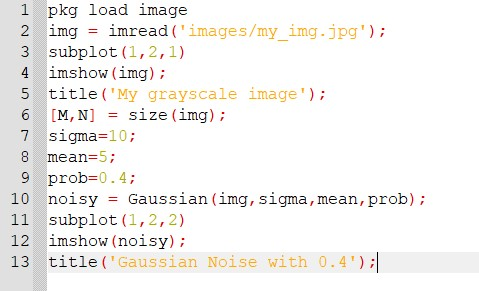 1 pkg load image
2 img = imread('images/my_img.jpg');
3 subplot(1,2,1)
4 imshow(img);
5 title('My grayscale image');
6 [M,N] = size(img);
7 sigma=10;
8 mean=5;
9 prob=0.4;
10 noisy = Gaussian(img,sigma,mean,prob);
11 subplot(1,2,2)
12 imshow(noisy);
13 title('Gaussian Noise with 0.4');